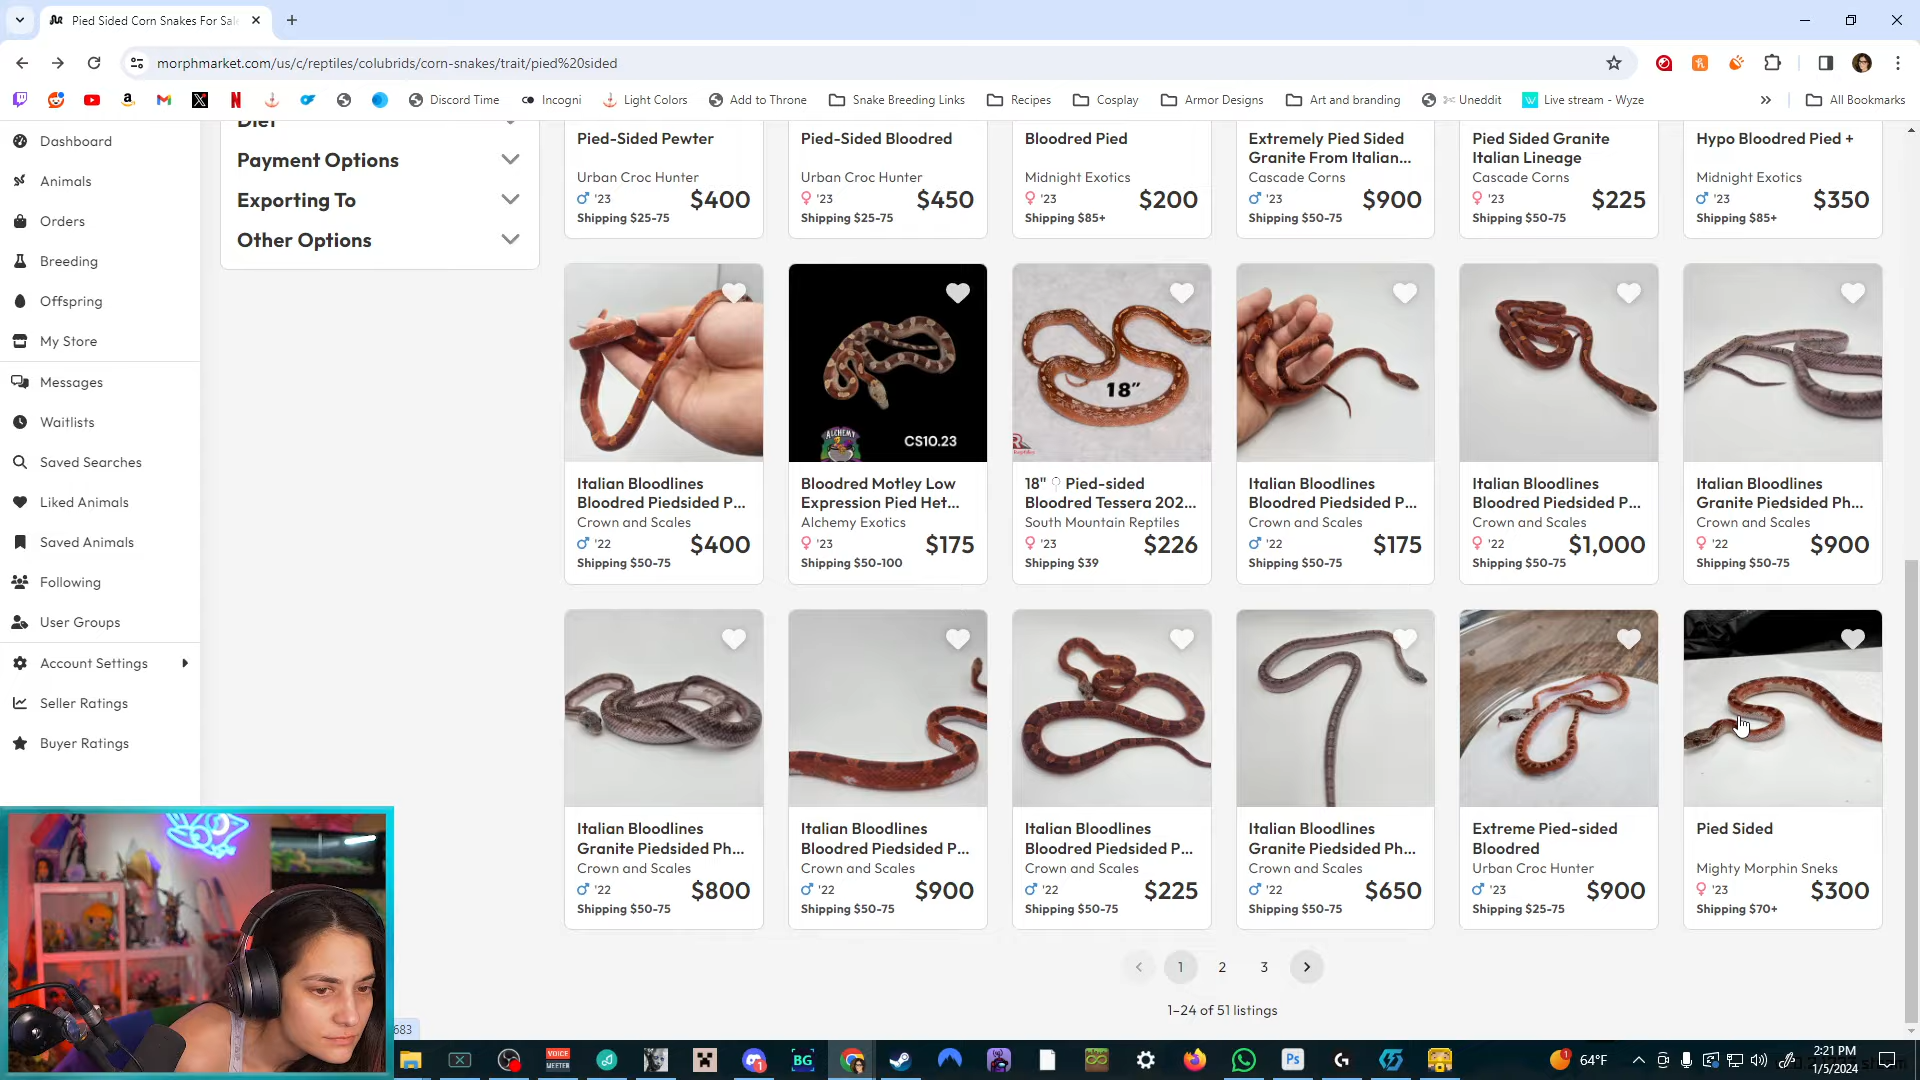 Pied Sided Corn Snakes For Sal
morphmarket.com/us/c/reptiles/colubrids/corn-snakes/trait/pied%20sided
Discord Time
Incogni
Light Colors
Add to Throne
Snake Breeding Links
Recipes
Cosplay
Armor Designs
Art and branding
Uneddit
Live stream - Wyze
All Bookmarks
Dashboard
Animals
Orders
Breeding
Offspring
My Store
Messages
Waitlists
Saved Searches
Liked Animals
Saved Animals
Following
User Groups
Account Settings
Seller Ratings
Buyer Ratings
Diet
Payment Options
Exporting To
Other Options
Pied-Sided Pewter
Urban Croc Hunter
♂ '23 $400
Shipping $25-75
Pied-Sided Bloodred
Urban Croc Hunter
♀ '23 $450
Shipping $25-75
Bloodred Pied
Midnight Exotics
♀ '23 $200
Shipping $85+
Extremely Pied Sided
Granite From Italian...
Cascade Corns
♂ '23 $900
Shipping $50-75
Pied Sided Granite
Italian Lineage
Cascade Corns
♀ '23 $225
Shipping $50-75
Hypo Bloodred Pied +
Midnight Exotics
♂ '23 $350
Shipping $85+
Italian Bloodlines
Bloodred Piedsided P...
Crown and Scales
♂ '22 $400
Shipping $50-75
ALCHEMY
CS10.23
Bloodred Motley Low
Expression Pied Het...
Alchemy Exotics
♀ '23 $175
Shipping $50-100
18"
18" Pied-sided
Bloodred Tessera 202...
South Mountain Reptiles
♀ '23 $226
Shipping $39
Italian Bloodlines
Bloodred Piedsided P...
Crown and Scales
♂ '22 $175
Shipping $50-75
Italian Bloodlines
Bloodred Piedsided P...
Crown and Scales
♀ '22 $1,000
Shipping $50-75
Italian Bloodlines
Granite Piedsided Ph...
Crown and Scales
♀ '22 $900
Shipping $50-75
Italian Bloodlines
Granite Piedsided Ph...
Crown and Scales
♂ '22 $800
Shipping $50-75
Italian Bloodlines
Bloodred Piedsided P...
Crown and Scales
♂ '22 $900
Shipping $50-75
Italian Bloodlines
Bloodred Piedsided P...
Crown and Scales
♂ '22 $225
Shipping $50-75
Italian Bloodlines
Granite Piedsided Ph...
Crown and Scales
♂ '22 $650
Shipping $50-75
Extreme Pied-sided
Bloodred
Urban Croc Hunter
♂ '23 $900
Shipping $25-75
Pied Sided
Mighty Morphin Sneks
♀ '23 $300
Shipping $70+
1 2 3
1–24 of 51 listings
683
VOICE
MEETER
BG
Ps
64°F
2:21 PM
1/5/2024